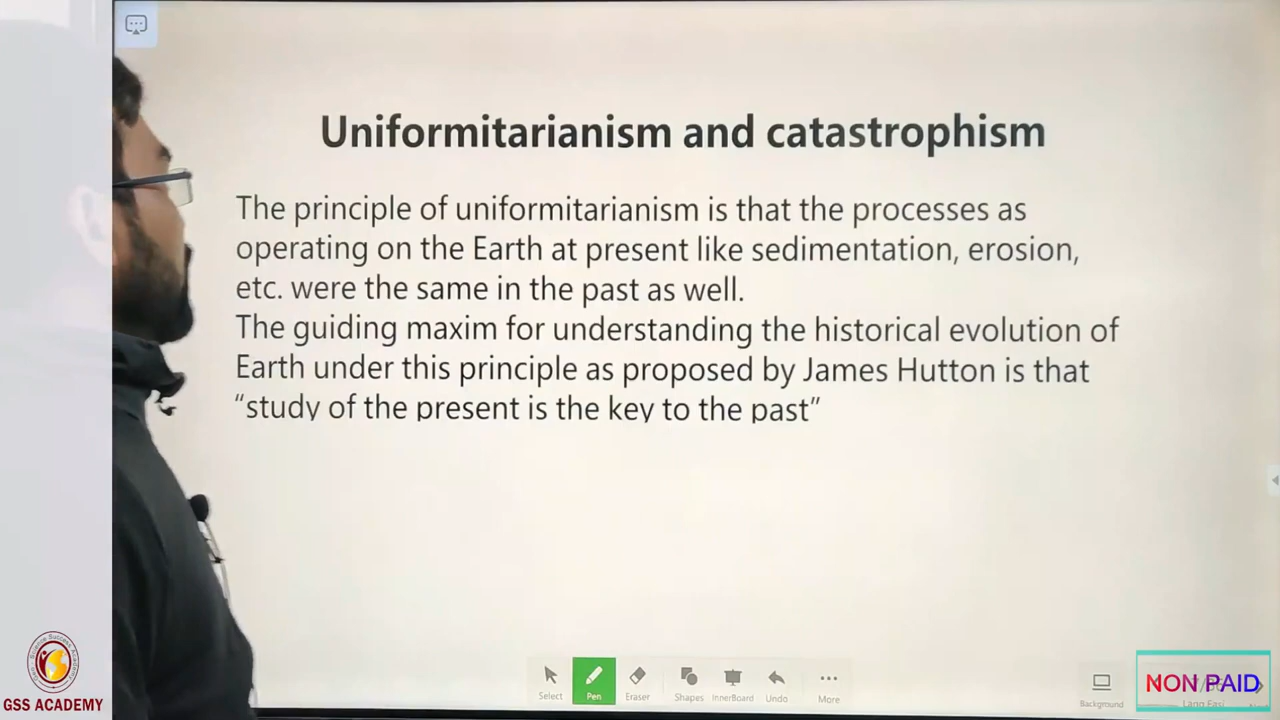 Uniformitarianism and catastrophism
The principle of uniformitarianism is that the processes as
operating on the Earth at present like sedimentation, erosion,
etc. were the same in the past as well.
The guiding maxim for understanding the historical evolution of
Earth under this principle as proposed by James Hutton is that
“study of the present is the key to the past”
Select
Pen
Eraser
Shapes
InnerBoard
Undo
More
Background
NON PAID
GSS ACADEMY